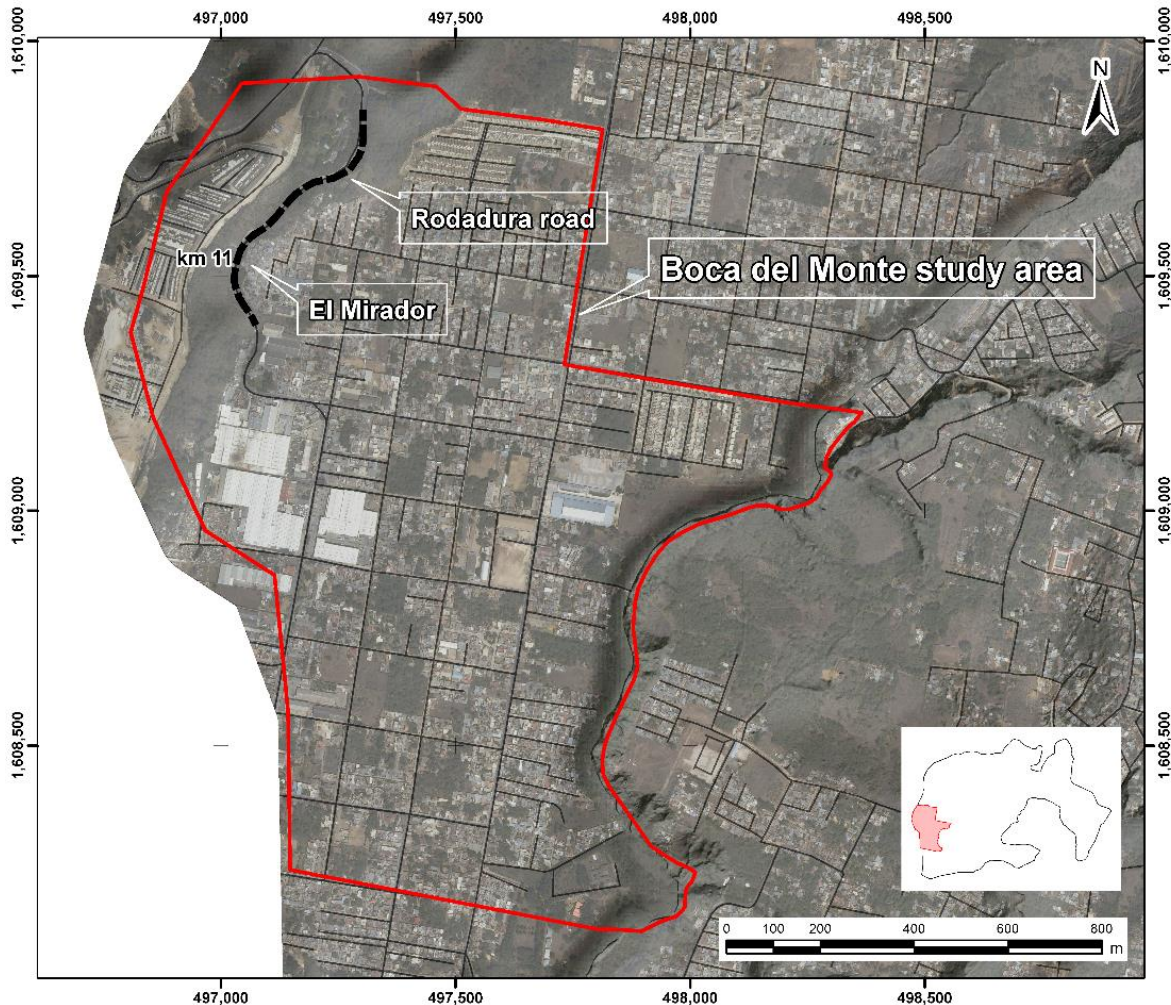 497,000 497,500 498,000 498,500
1,610,000 1,610,000
N
Rodadura road
km 11
Boca del Monte study area
1,609,500 1,609,500
El Mirador
1,609,000 1,609,000
1,608,500 1,608,500
0 100 200 400 600 800
m
497,000 497,500 498,000 498,500